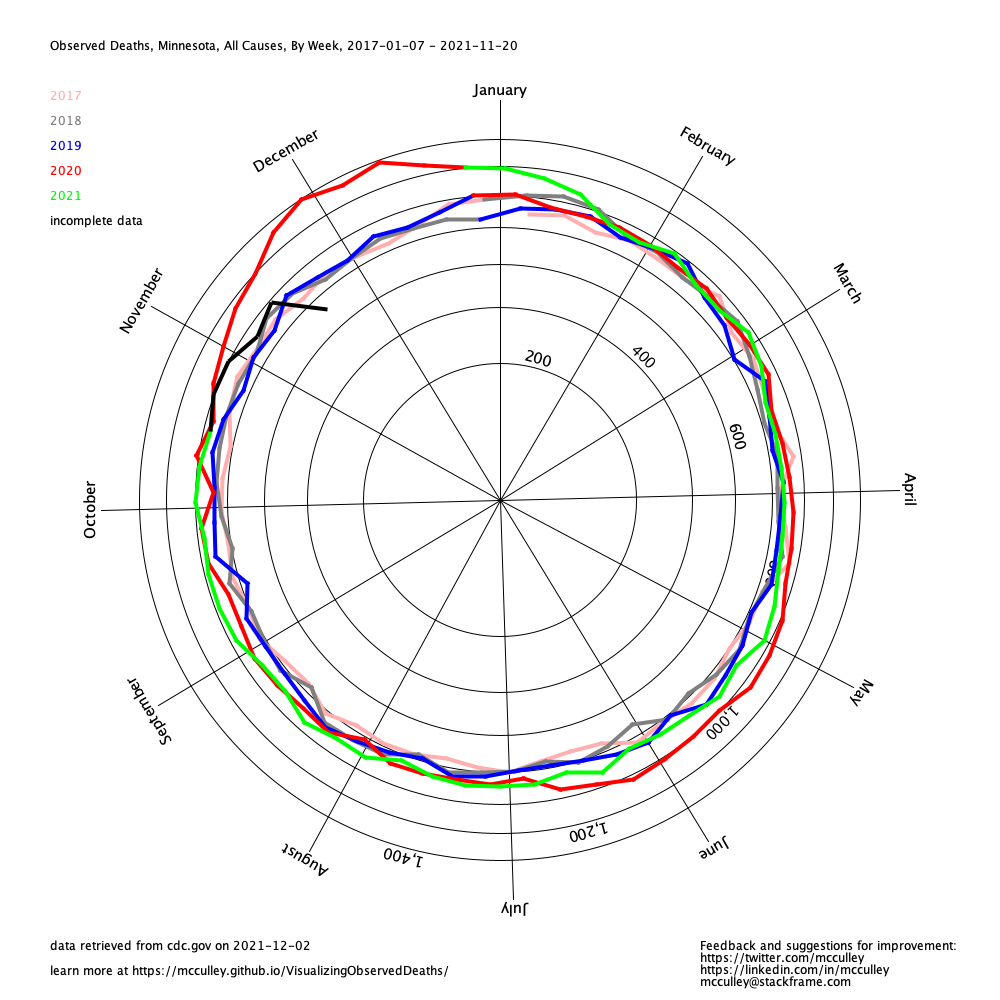 Observed Deaths, Minnesota, All Causes, By Week, 2017-01-07 - 2021-11-20
January
2017
2018
2019
2020
2021
incomplete data
December
February
November
March
200
400
600
April
October
May
September
1,000
1,200
1,400
June
August
July
data retrieved from cdc.gov on 2021-12-02
learn more at https://mcculley.github.io/VisualizingObservedDeaths/
Feedback and suggestions for improvement:
https://twitter.com/mcculley
https://linkedin.com/in/mcculley
mcculley@stackframe.com